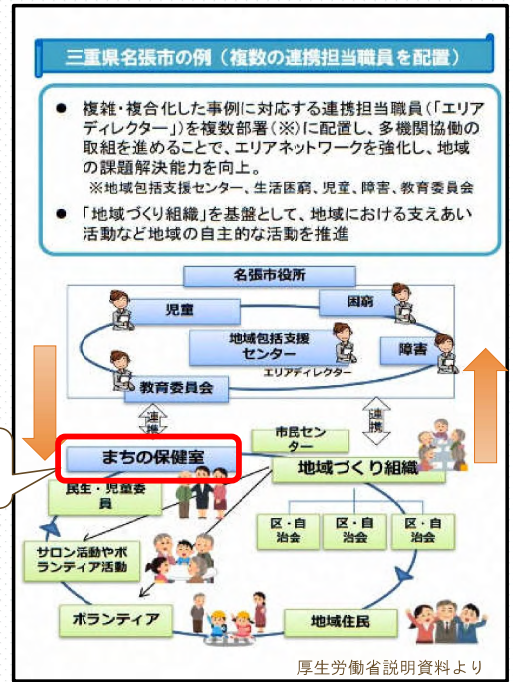 三重県名張市の例（複数の連携担当職員を配置）
● 複雑・複合化した事例に対応する連携担当職員（「エリア
ディレクター」）を複数部署（※）に配置し、多機関協働の
取組を進めることで、エリアネットワークを強化し、地域
の課題解決能力を向上。
※地域包括支援センター、生活困窮、児童、障害、教育委員会
● 「地域づくり組織」を基盤として、地域における支えあい
活動など地域の自主的な活動を推進
名張市役所
児童
困窮
地域包括支援
センター
障害
エリアディレクター
教育委員会
連携
連携
市民セン
ター
まちの保健室
地域づくり組織
民生・児童委
員
区・自
治会
区・自
治会
区・自
治会
サロン活動やボ
ランティア活動
ボランティア
地域住民
厚生労働省説明資料より